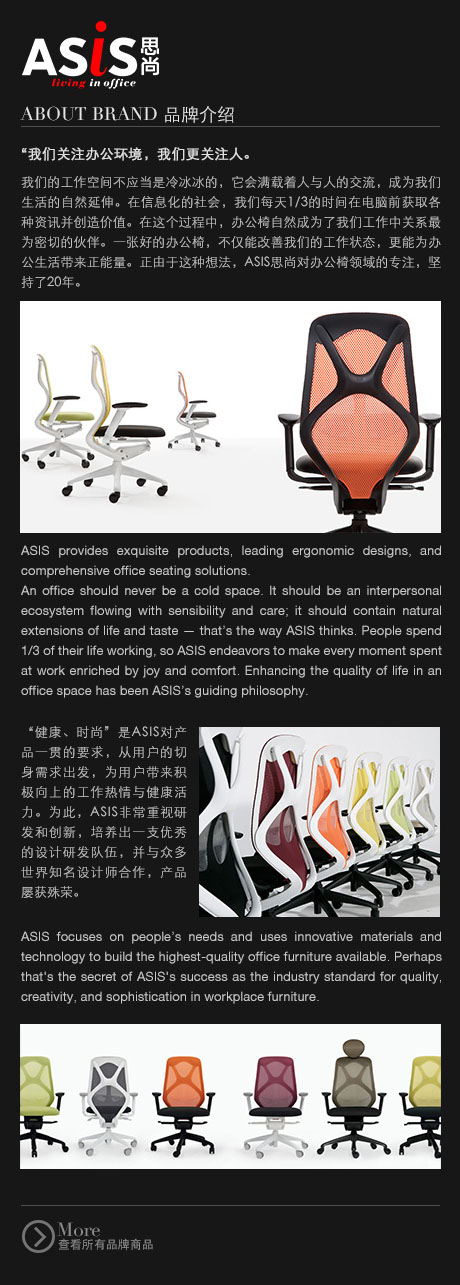 ASiS思尚
living in office
ABOUT BRAND 品牌介绍
“我们关注办公环境，我们更关注人。
我们的工作空间不应当是冷冰冰的，它会满载着人与人的交流，成为我们
生活的自然延伸。在信息化的社会，我们每天1/3的时间在电脑前获取各
种资讯并创造价值。在这个过程中，办公椅自然成为了我们工作中关系最
为密切的伙伴。一张好的办公椅，不仅能改善我们的工作状态，更能为办
公生活带来正能量。正由于这种想法，ASIS思尚对办公椅领域的专注，坚
持了20年。
ASIS provides exquisite products, leading ergonomic designs, and
comprehensive office seating solutions.
An office should never be a cold space. It should be an interpersonal
ecosystem flowing with sensibility and care; it should contain natural
extensions of life and taste — that’s the way ASIS thinks. People spend
1/3 of their life working, so ASIS endeavors to make every moment spent
at work enriched by joy and comfort. Enhancing the quality of life in an
office space has been ASIS’s guiding philosophy.
“健康、时尚”是ASIS对产
品一贯的要求，从用户的切
身需求出发，为用户带来积
极向上的工作热情与健康活
力。为此，ASIS非常重视研
发和创新，培养出一支优秀
的设计研发队伍，并与众多
世界知名设计师合作，产品
屡获殊荣。
ASIS focuses on people’s needs and uses innovative materials and
technology to build the highest-quality office furniture available. Perhaps
that's the secret of ASIS's success as the industry standard for quality,
creativity, and sophistication in workplace furniture.
More
查看所有品牌商品